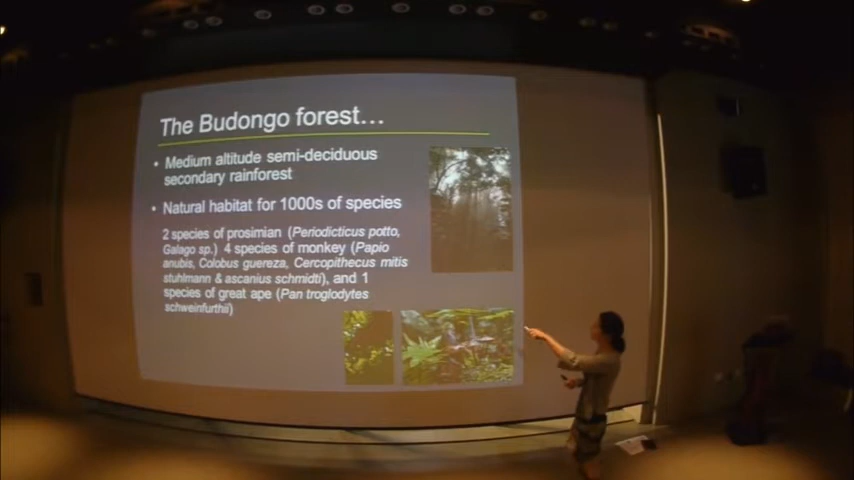 The Budongo forest…
• Medium altitude semi-deciduous
secondary rainforest
• Natural habitat for 1000s of species
2 species of prosimian (Periodicticus potto,
Galago sp.) 4 species of monkey (Papio
anubis, Colobus guereza, Cercopithecus mitis
stuhlmann & ascanius schmidti), and 1
species of great ape (Pan troglodytes
schweinfurthii)